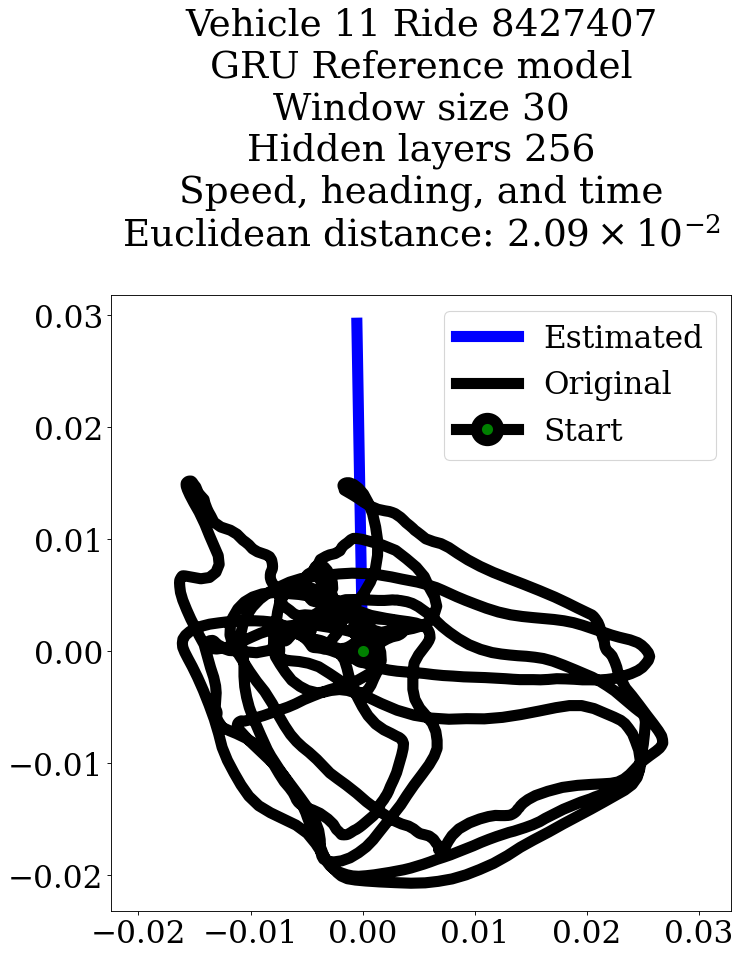 Vehicle 11 Ride 8427407
GRU Reference model
Window size 30
Hidden layers 256
Speed, heading, and time
Euclidean distance: 2.09 × 10⁻²
Estimated
Original
Start
0.03
0.02
0.01
0.00
−0.01
−0.02
−0.02 −0.01 0.00 0.01 0.02 0.03